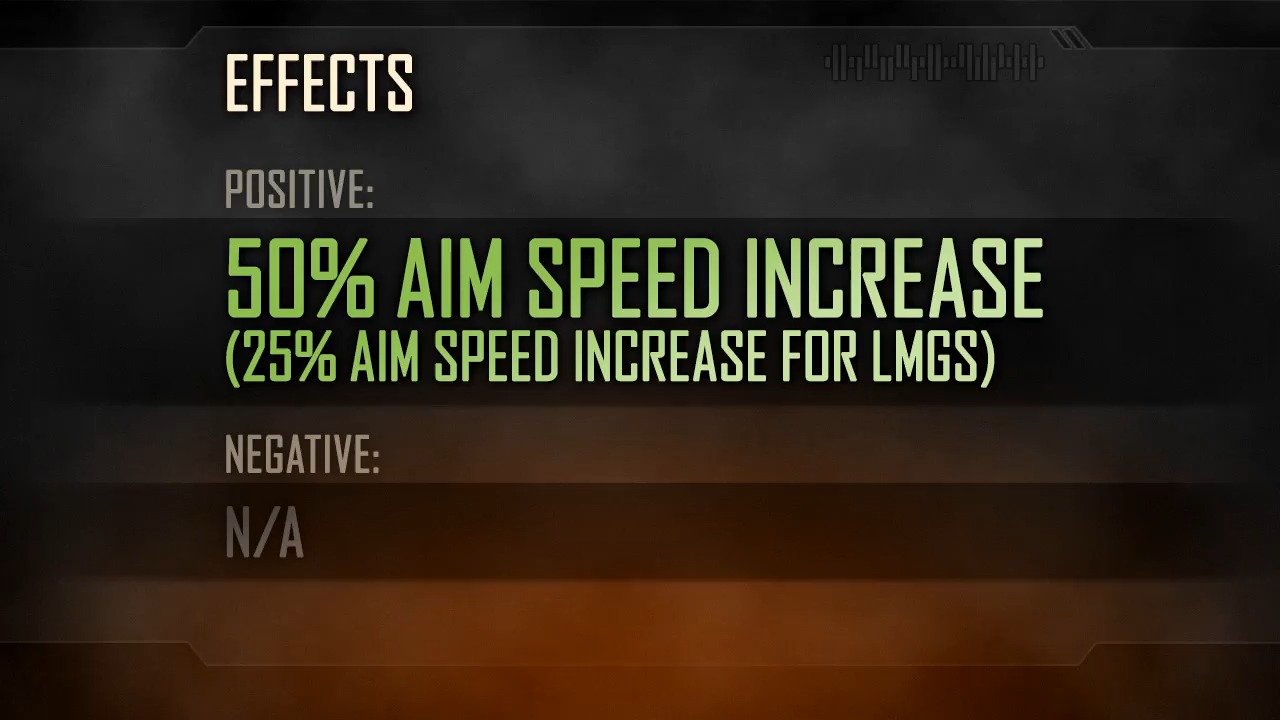 EFFECTS
POSITIVE:
50% AIM SPEED INCREASE
(25% AIM SPEED INCREASE FOR LMGS)
NEGATIVE:
N/A